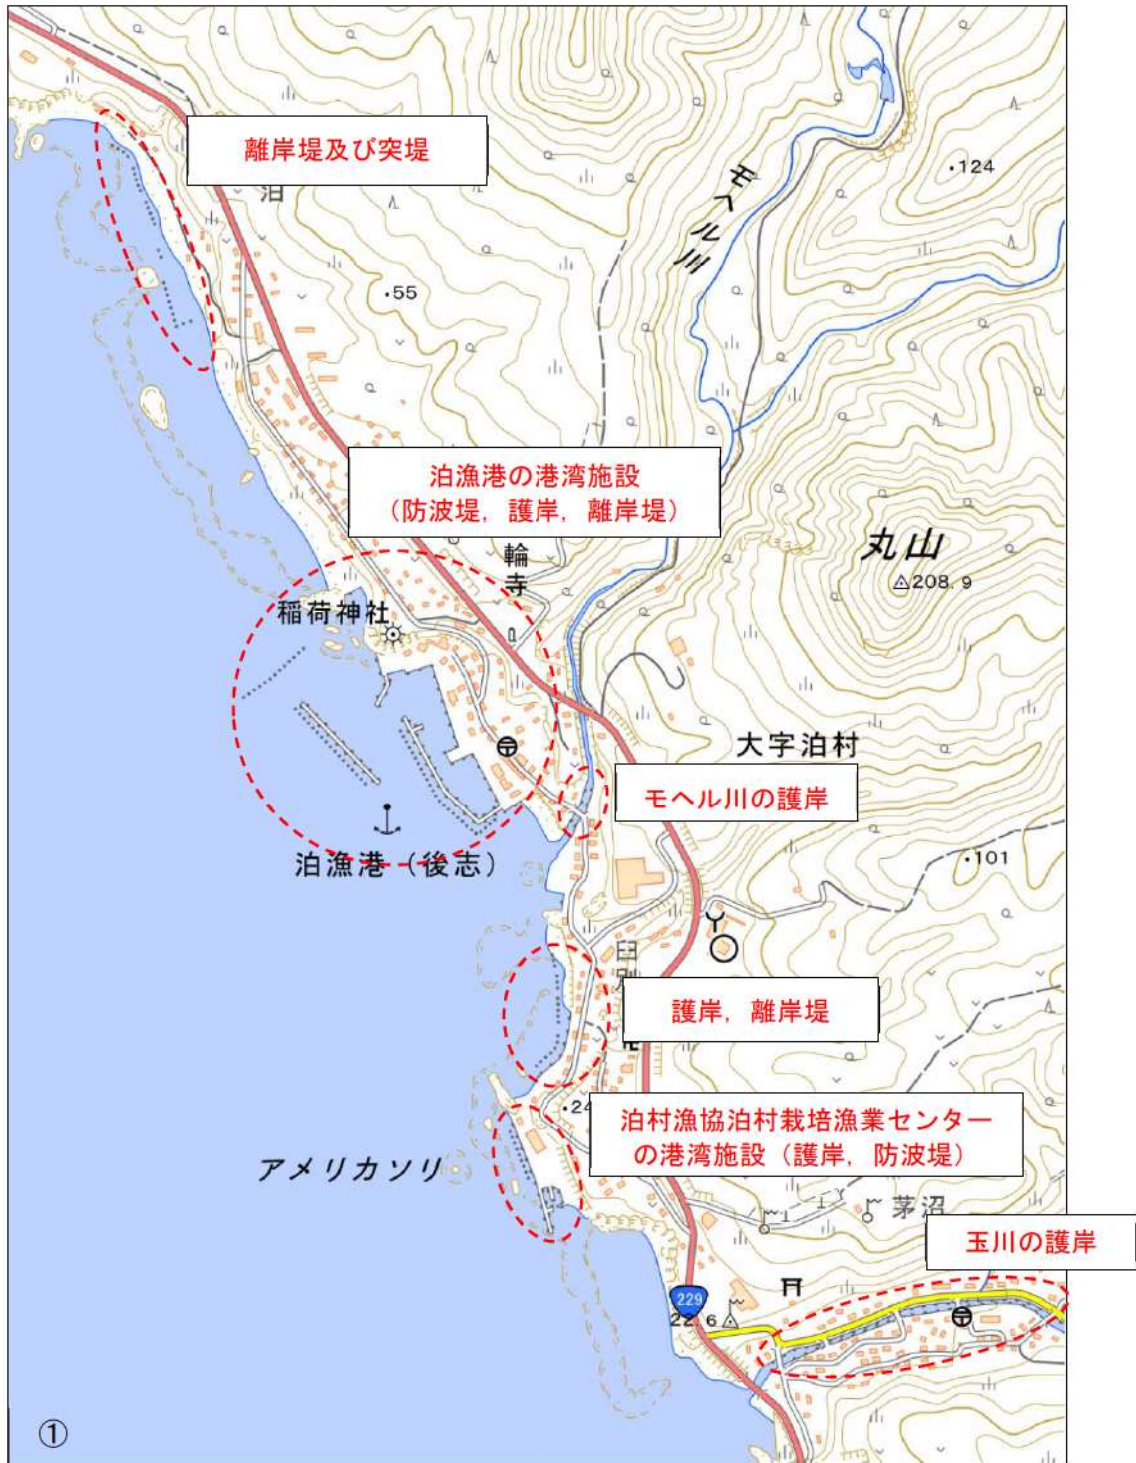 離岸堤及び突堤
泊
モヘル川
・124
・55
泊漁港の港湾施設
（防波堤，護岸，離岸堤）
輪寺
丸山
208.9
稲荷神社
大字泊村
モヘル川の護岸
泊漁港（後志）
・101
臼別
護岸，離岸堤
・24
泊村漁協泊村栽培漁業センター
の港湾施設（護岸，防波堤）
アメリカソリ
茅沼
玉川の護岸
229
22.6
①